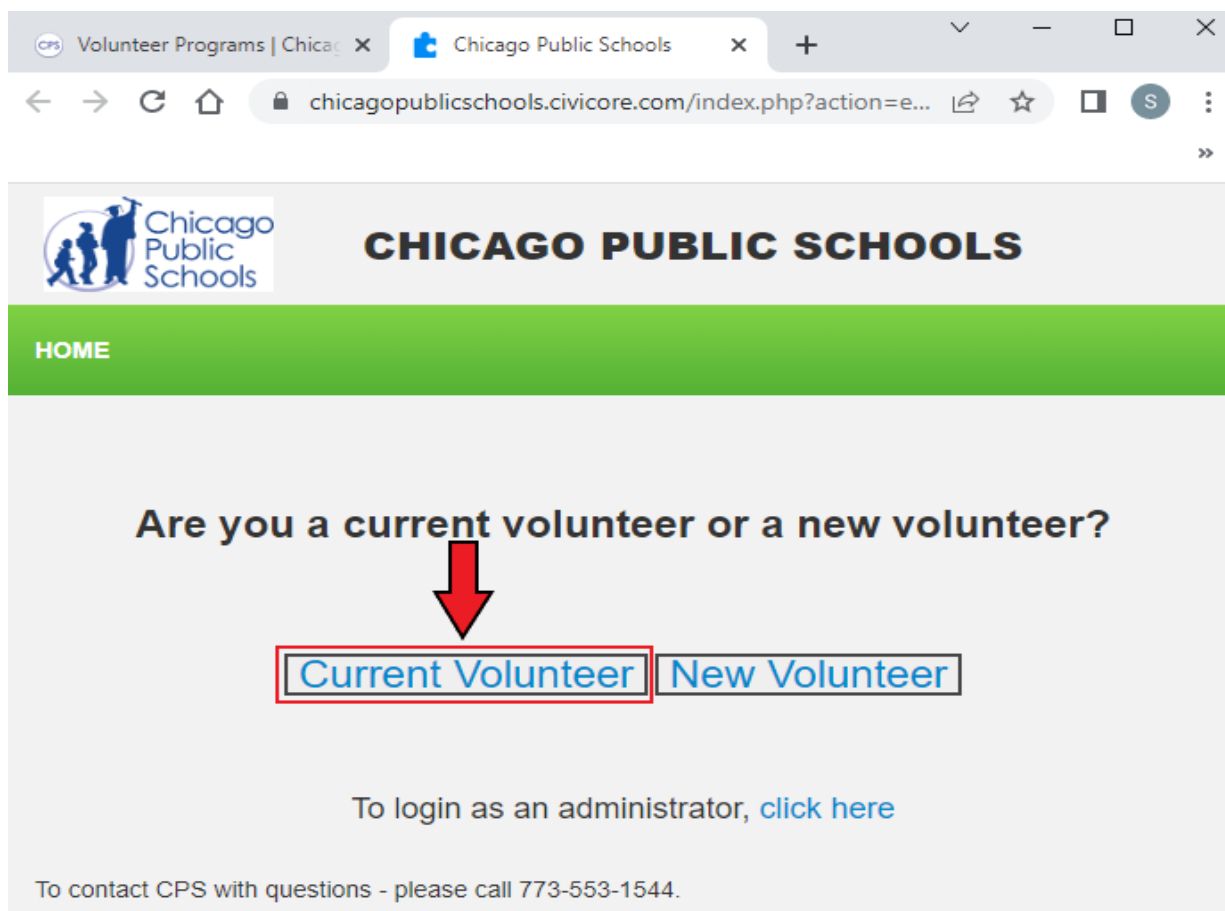 CPS Volunteer Programs | Chicag Chicago Public Schools
chicagopublicschools.civicore.com/index.php?action=e... S
Chicago
Public
Schools
CHICAGO PUBLIC SCHOOLS
HOME
Are you a current volunteer or a new volunteer?
Current Volunteer New Volunteer
To login as an administrator, click here
To contact CPS with questions - please call 773-553-1544.